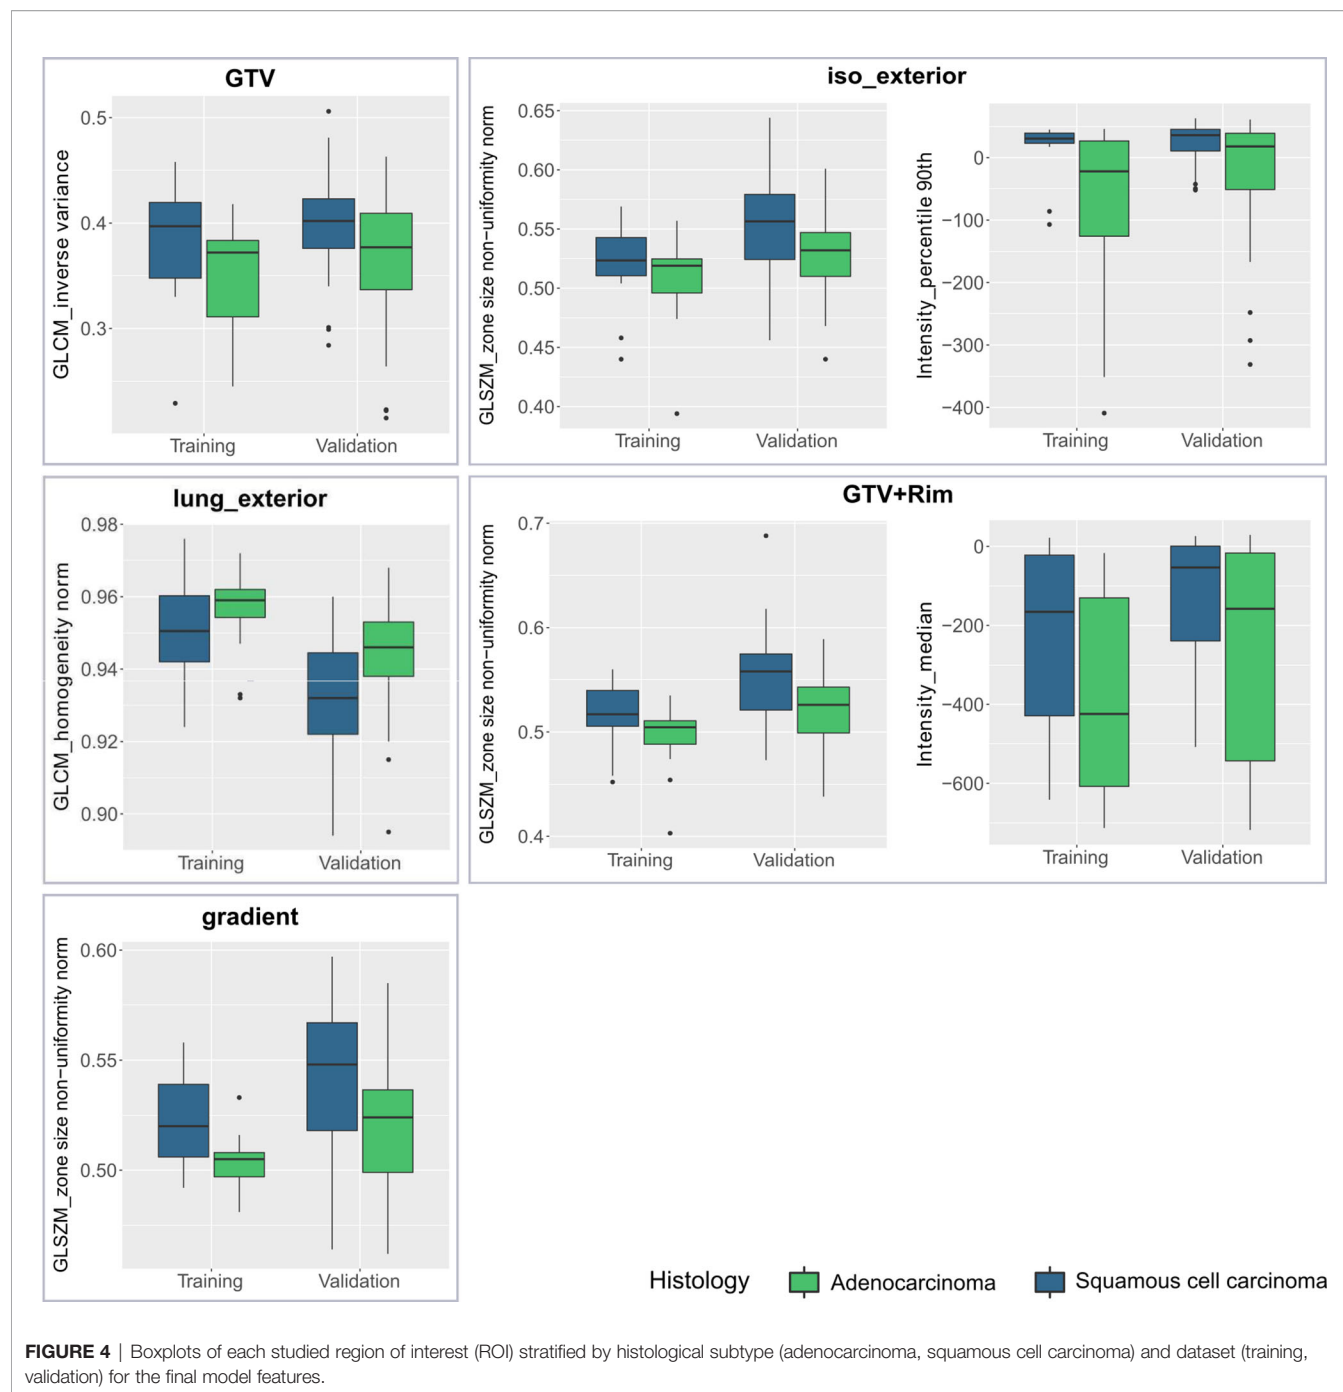 GTV
GLCM_inverse variance
0.5
0.4
0.3
Training Validation
iso_exterior
GLSZM_zone size non-uniformity norm
0.65
0.60
0.55
0.50
0.45
0.40
Training Validation
Intensity_percentile 90th
0
−100
−200
−300
−400
Training Validation
lung_exterior
GLCM_homogeneity norm
0.98
0.96
0.94
0.92
0.90
Training Validation
GTV+Rim
GLSZM_zone size non-uniformity norm
0.7
0.6
0.5
0.4
Training Validation
Intensity_median
0
−200
−400
−600
Training Validation
gradient
GLSZM_zone size non-uniformity norm
0.60
0.55
0.50
Training Validation
Histology Adenocarcinoma Squamous cell carcinoma
FIGURE 4 | Boxplots of each studied region of interest (ROI) stratified by histological subtype (adenocarcinoma, squamous cell carcinoma) and dataset (training,
validation) for the final model features.